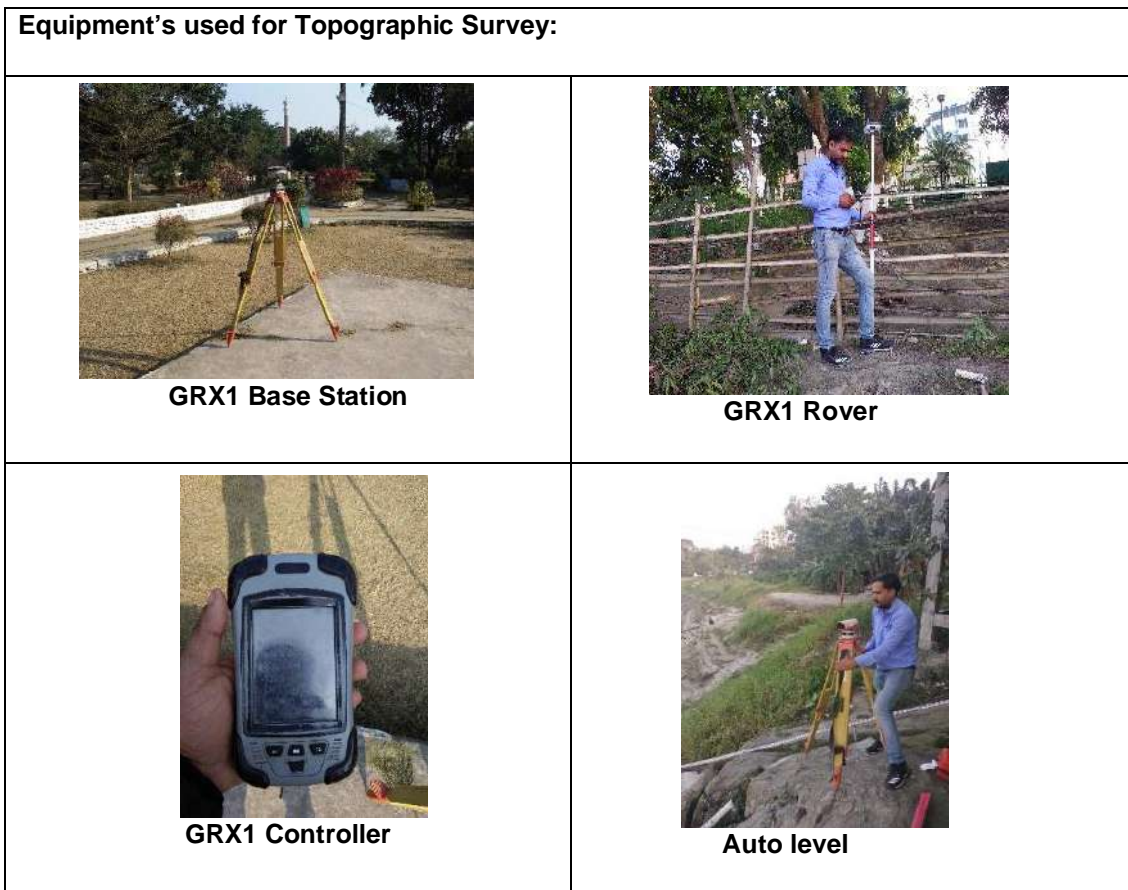 Equipment’s used for Topographic Survey:
GRX1 Base Station
GRX1 Rover
GRX1 Controller
Auto level